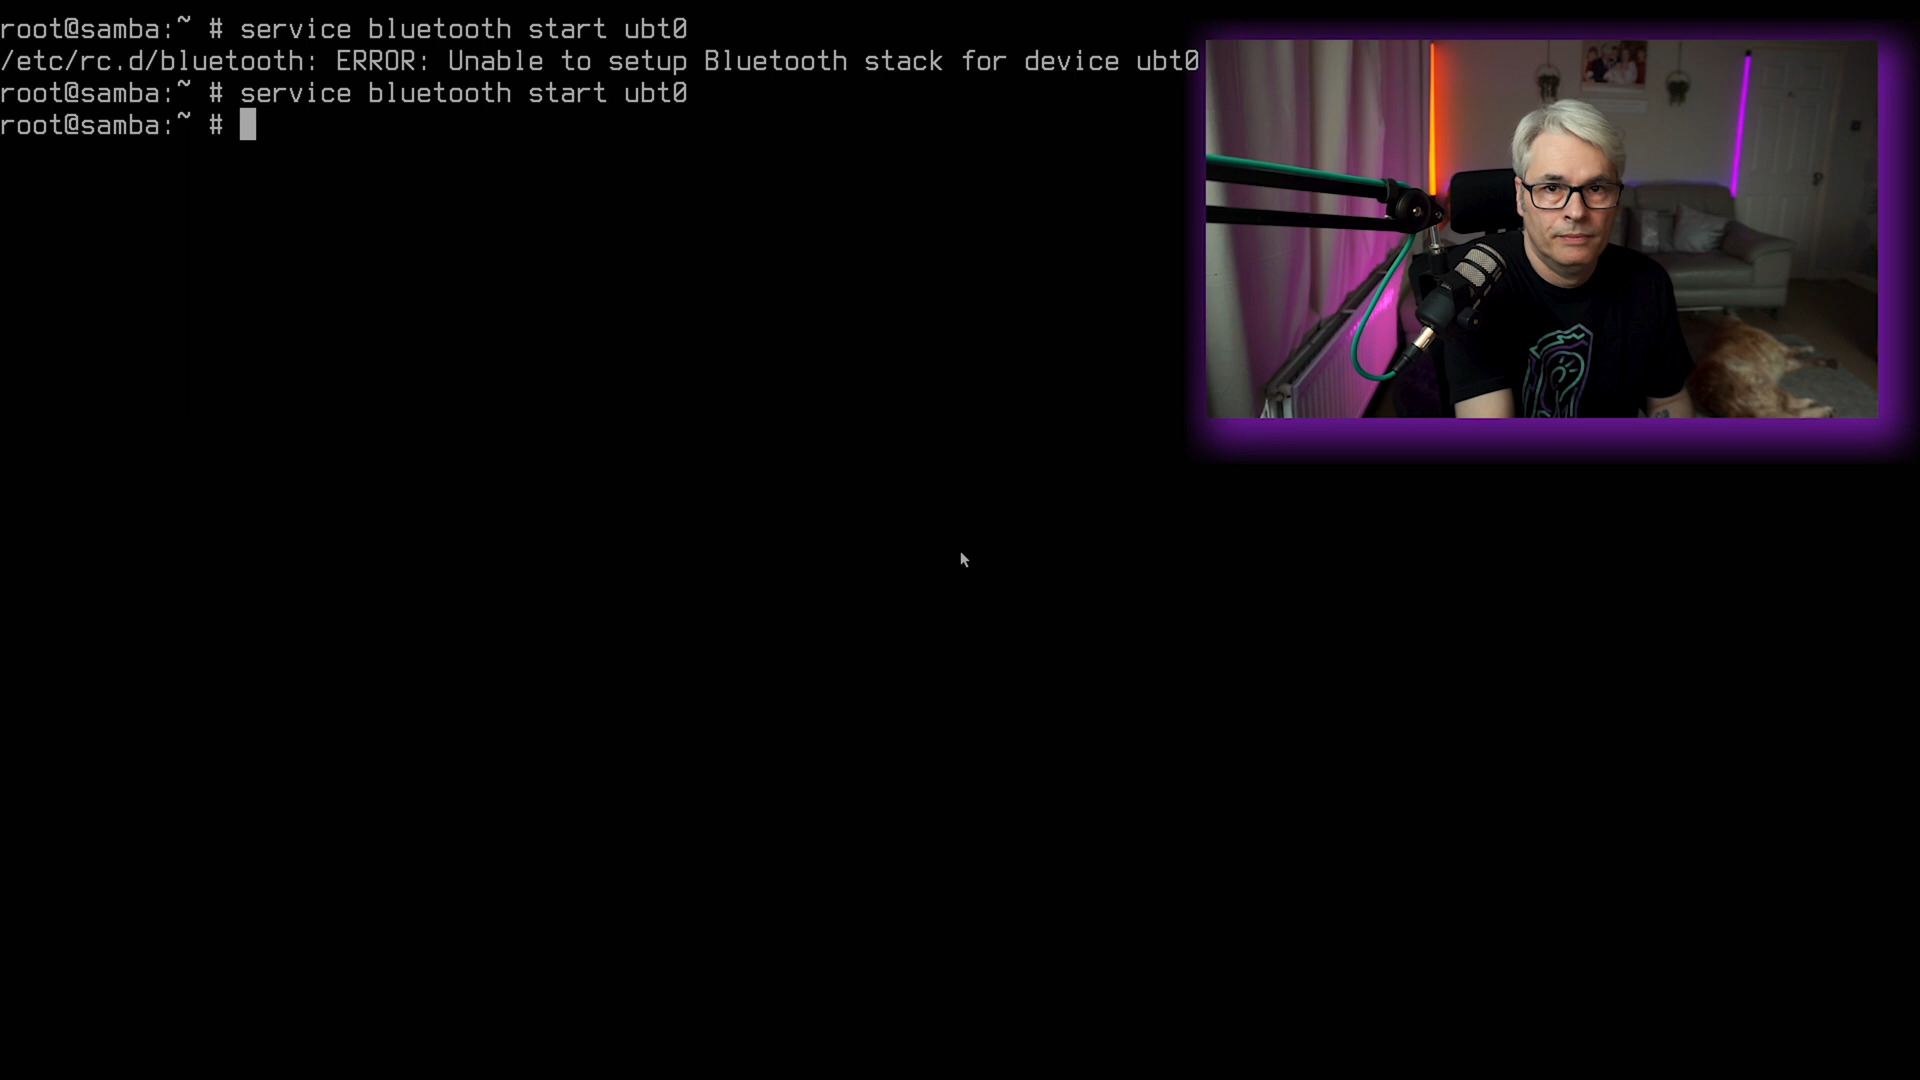 root@samba:~ # service bluetooth start ubt0
/etc/rc.d/bluetooth: ERROR: Unable to setup Bluetooth stack for device ubt0
root@samba:~ # service bluetooth start ubt0
root@samba:~ #